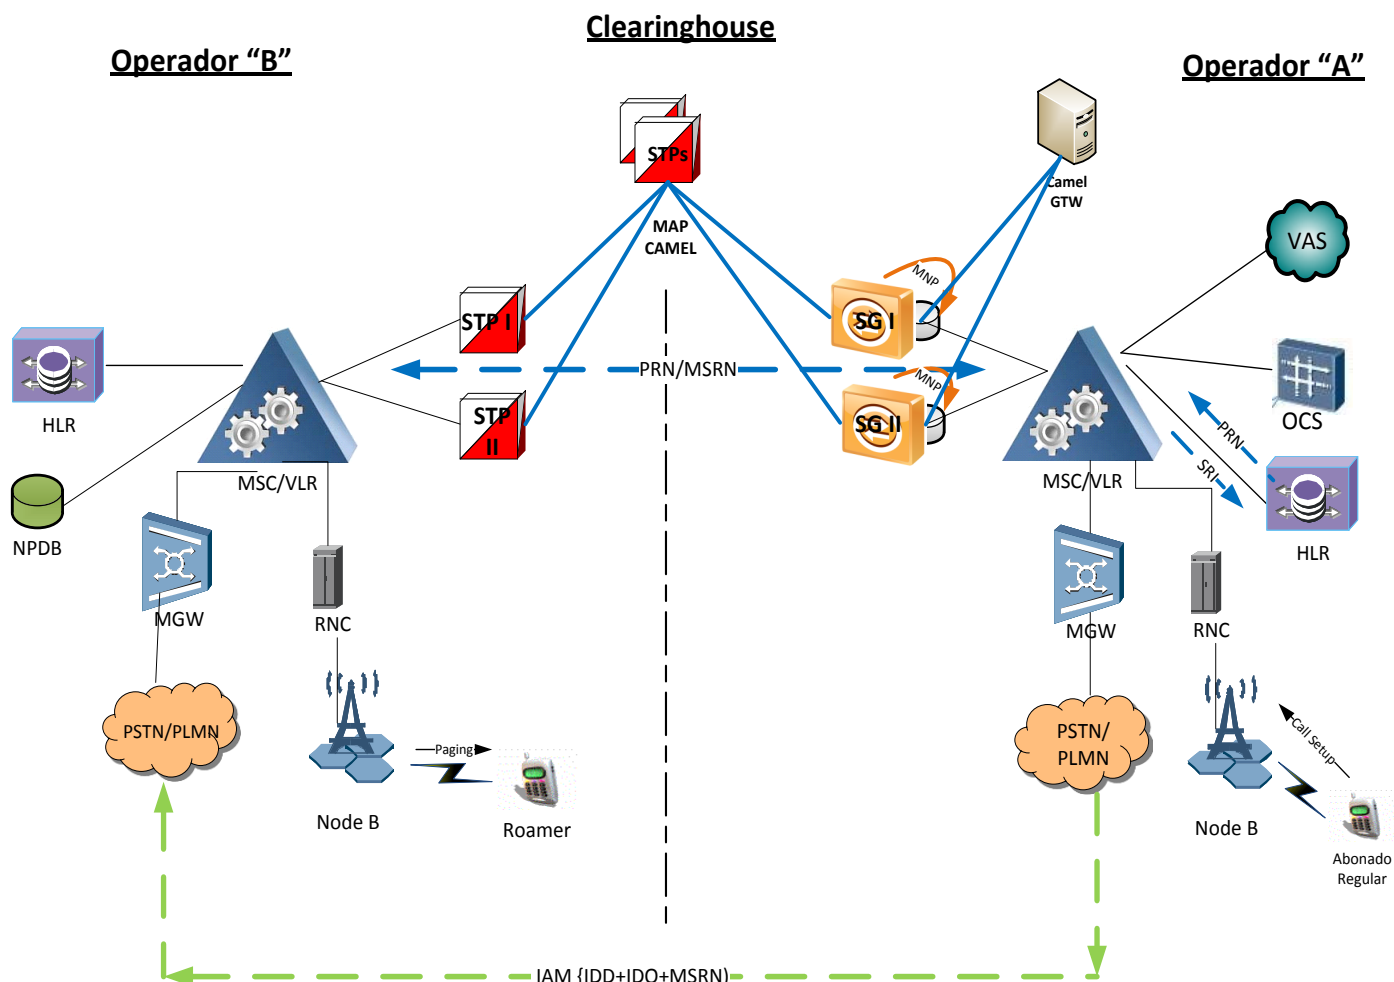 Clearinghouse
Operador “B”
Operador “A”
STPs
Camel
GTW
MAP
CAMEL
VAS
MNP
STP I
SG I
PRN/MSRN
MNP
HLR
STP
II
SG II
OCS
PRN
SRI
MSC/VLR
MSC/VLR
NPDB
HLR
MGW
RNC
MGW
RNC
PSTN/PLMN
PSTN/
PLMN
Paging
Call Setup
Node B
Roamer
Node B
Abonado
Regular
IAM {IDD+IDO+MSRN)